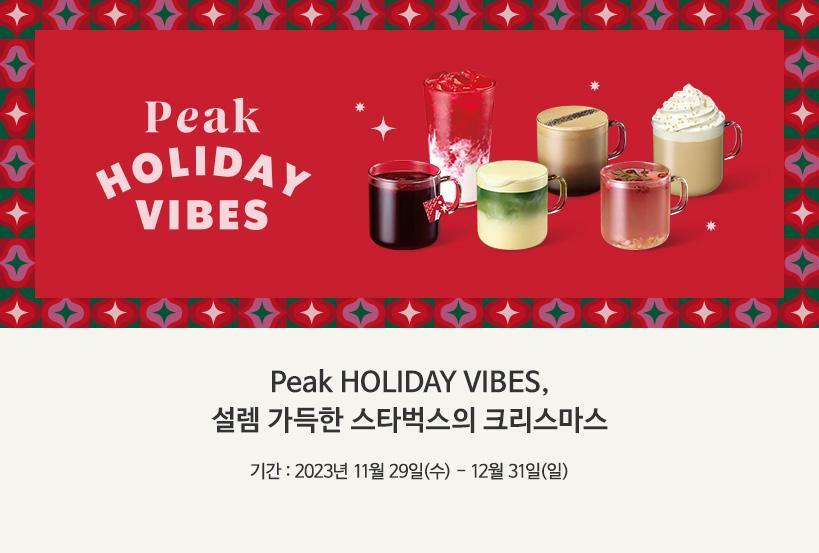 Peak
HOLIDAY
VIBES
Peak HOLIDAY VIBES,
설렘 가득한 스타벅스의 크리스마스
기간 : 2023년 11월 29일(수) - 12월 31일(일)